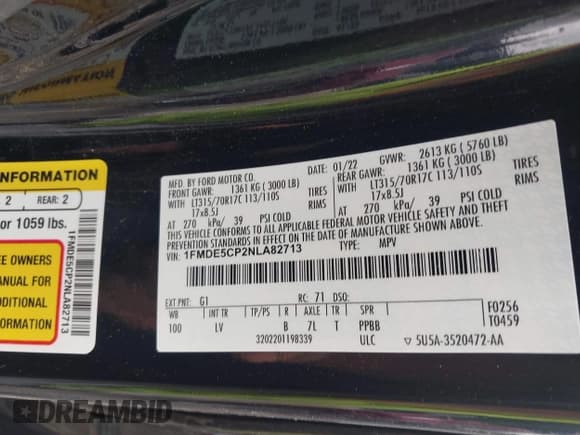 INFORMATION
2 REAR: 2
or 1059 lbs.
EE OWNERS
MANUAL FOR
ADDITIONAL
INFORMATION
1FMDE5CP2NLA82713
MFD. BY FORD MOTOR CO.
01/22 GVWR: 2613 KG ( 5760 LB)
FRONT GAWR: 1361 KG ( 3000 LB) REAR GAWR: 1361 KG ( 3000 LB)
WITH LT315/70R17C 113/110S TIRES WITH LT315/70R17C 113/110S TIRES
17x8.5J RIMS 17x8.5J RIMS
AT 270 kPa/ 39 PSI COLD AT 270 kPa/ 39 PSI COLD
THIS VEHICLE CONFORMS TO ALL APPLICABLE FEDERAL MOTOR VEHICLE SAFETY AND THEFT
PREVENTION STANDARDS IN EFFECT ON THE DATE OF MANUFACTURE SHOWN ABOVE.
VIN: 1FMDE5CP2NLA82713 TYPE: MPV
EXT PNT: G1 RC: 71 DSO:
WB INT TR TP/PS R AXLE TR SPR F0256
100 LV B 7L T PPBB T0459
3202201198339 ULC ▽ 5U5A-3520472-AA
DREAMBID